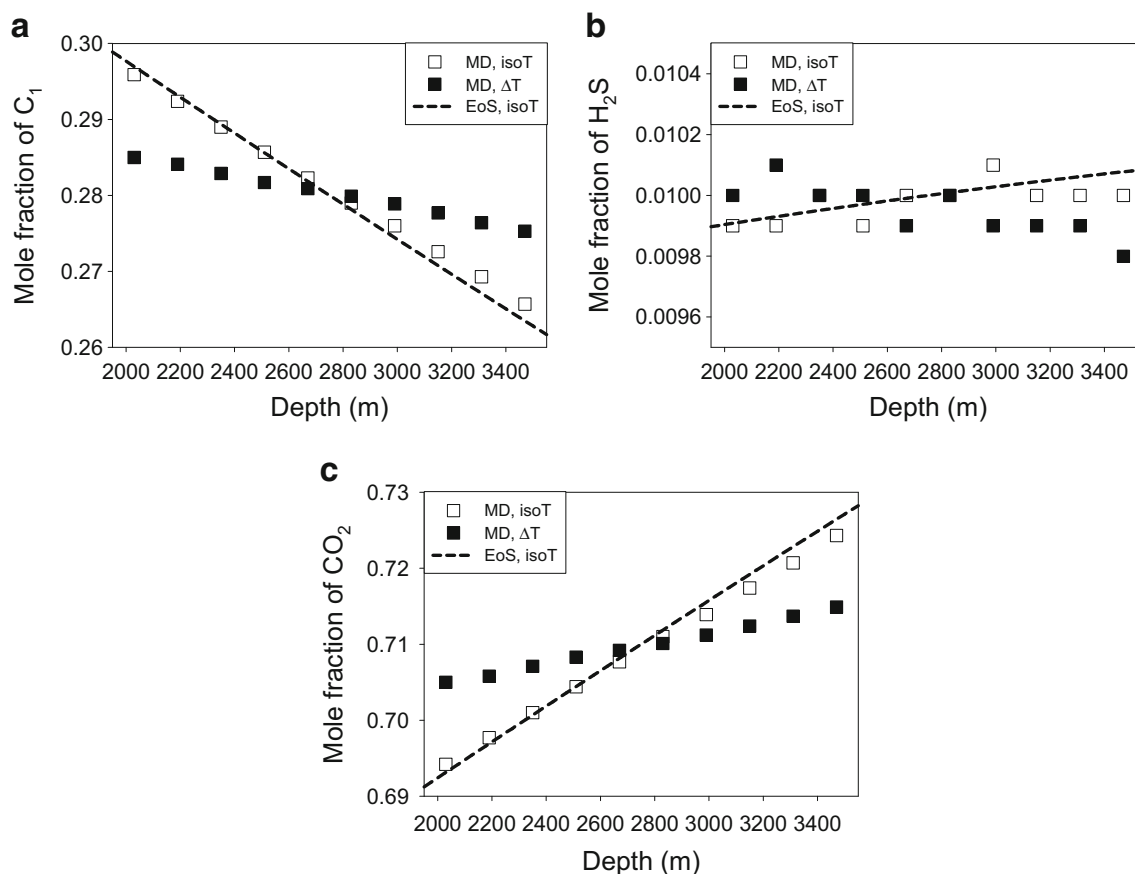 a
0.30
0.29
0.28
0.27
0.26
Mole fraction of C₁
MD, isoT
MD, ΔT
EoS, isoT
2000 2200 2400 2600 2800 3000 3200 3400
Depth (m)
b
0.0104
0.0102
0.0100
0.0098
0.0096
Mole fraction of H₂S
MD, isoT
MD, ΔT
EoS, isoT
2000 2200 2400 2600 2800 3000 3200 3400
Depth (m)
c
0.73
0.72
0.71
0.70
0.69
Mole fraction of CO₂
MD, isoT
MD, ΔT
EoS, isoT
2000 2200 2400 2600 2800 3000 3200 3400
Depth (m)